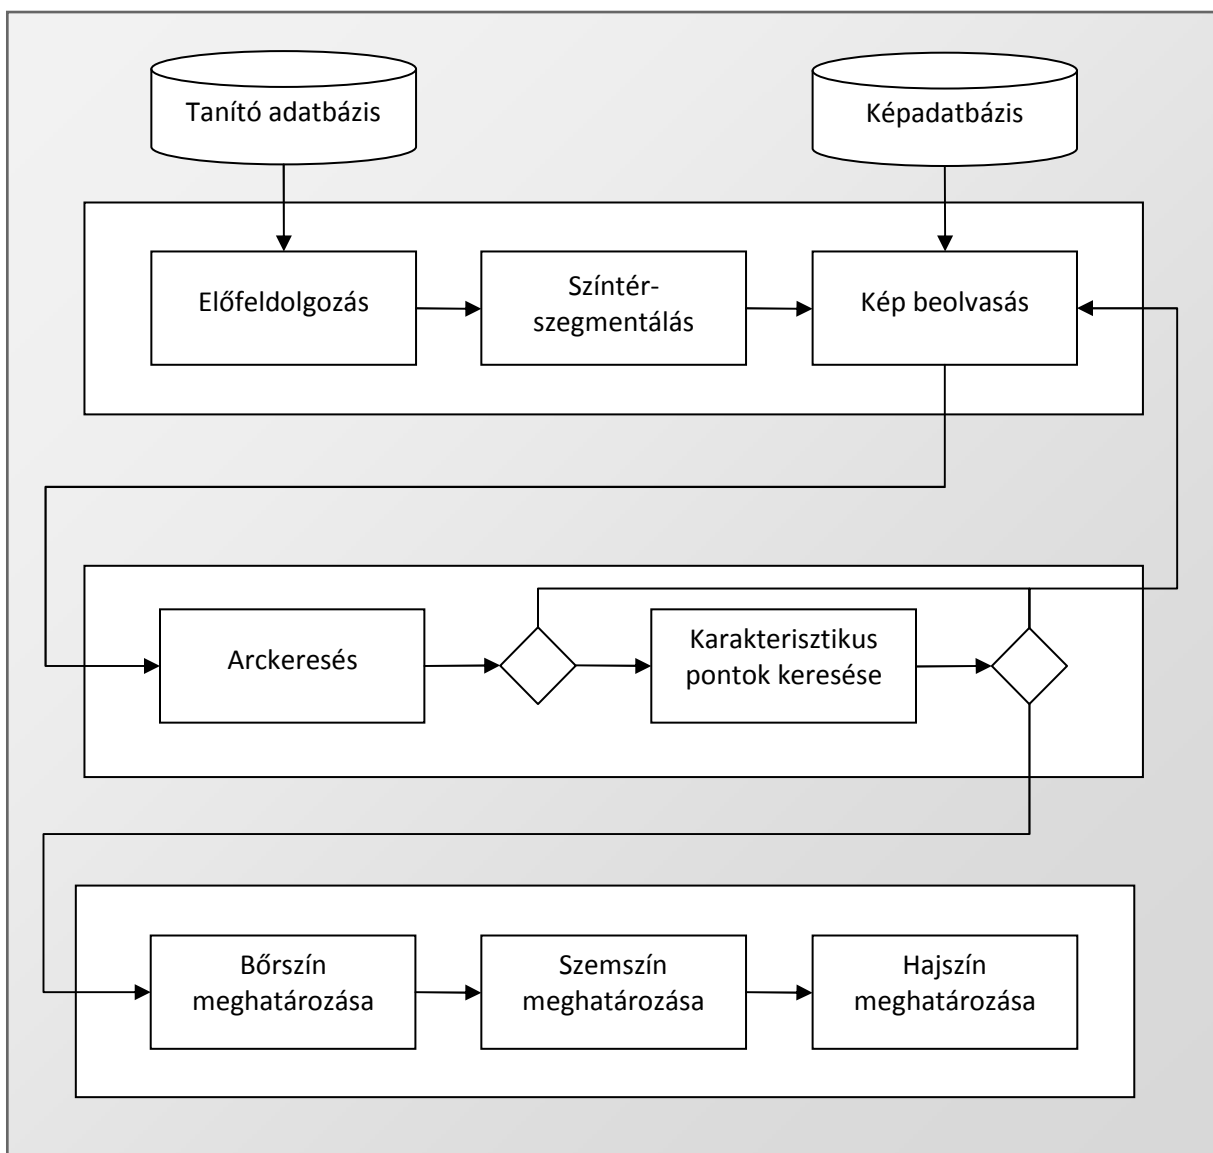 Tanító adatbázis
Képadatbázis
Előfeldolgozás
Színtér-
szegmentálás
Kép beolvasás
Arckeresés
Karakterisztikus
pontok keresése
Bőrszín
meghatározása
Szemszín
meghatározása
Hajszín
meghatározása